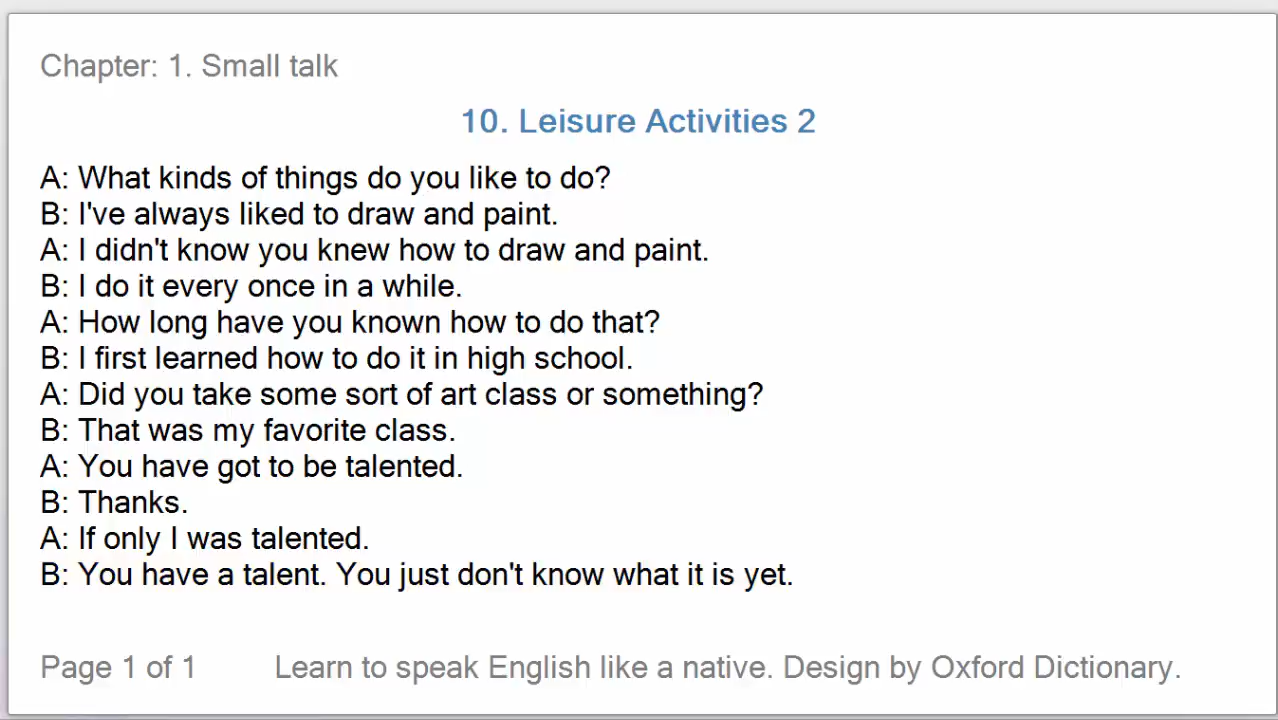 Chapter: 1. Small talk
10. Leisure Activities 2
A: What kinds of things do you like to do?
B: I've always liked to draw and paint.
A: I didn't know you knew how to draw and paint.
B: I do it every once in a while.
A: How long have you known how to do that?
B: I first learned how to do it in high school.
A: Did you take some sort of art class or something?
B: That was my favorite class.
A: You have got to be talented.
B: Thanks.
A: If only I was talented.
B: You have a talent. You just don't know what it is yet.
Page 1 of 1 Learn to speak English like a native. Design by Oxford Dictionary.